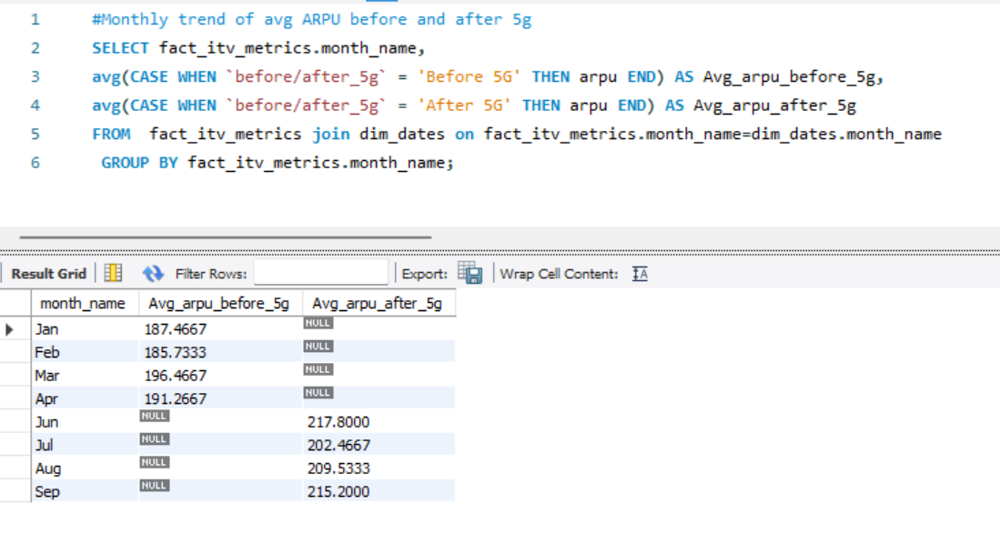 1 #Monthly trend of avg ARPU before and after 5g
2 SELECT fact_itv_metrics.month_name,
3 avg(CASE WHEN `before/after_5g` = 'Before 5G' THEN arpu END) AS Avg_arpu_before_5g,
4 avg(CASE WHEN `before/after_5g` = 'After 5G' THEN arpu END) AS Avg_arpu_after_5g
5 FROM fact_itv_metrics join dim_dates on fact_itv_metrics.month_name=dim_dates.month_name
6 GROUP BY fact_itv_metrics.month_name;
Result Grid Filter Rows: Export: Wrap Cell Content: IA
month_name Avg_arpu_before_5g Avg_arpu_after_5g
Jan 187.4667 NULL
Feb 185.7333 NULL
Mar 196.4667 NULL
Apr 191.2667 NULL
Jun NULL 217.8000
Jul NULL 202.4667
Aug NULL 209.5333
Sep NULL 215.2000